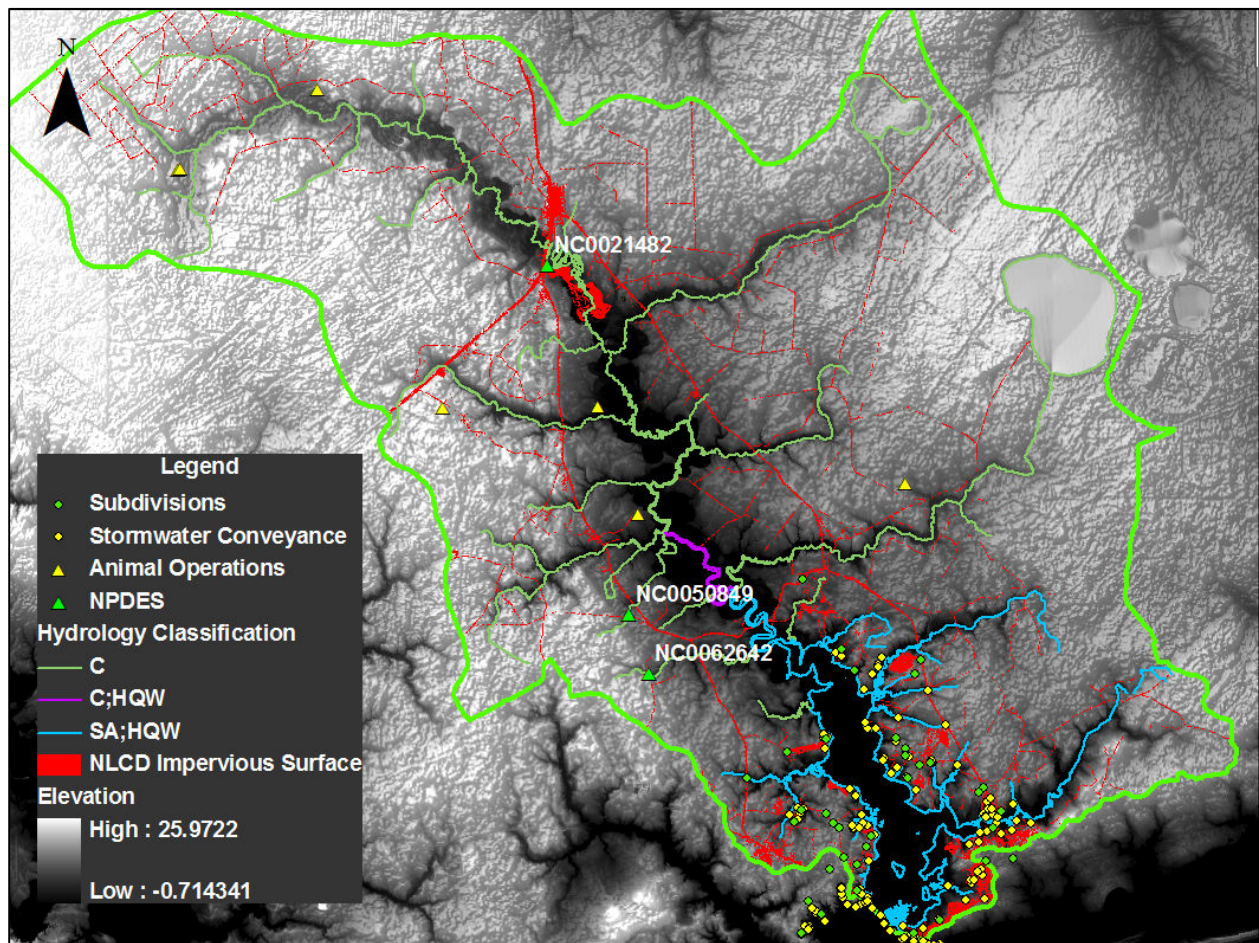 N
NC0021482
NC0050849
NC0062642
Legend
Subdivisions
Stormwater Conveyance
Animal Operations
NPDES
Hydrology Classification
C
C;HQW
SA;HQW
NLCD Impervious Surface
Elevation
High : 25.9722
Low : -0.714341